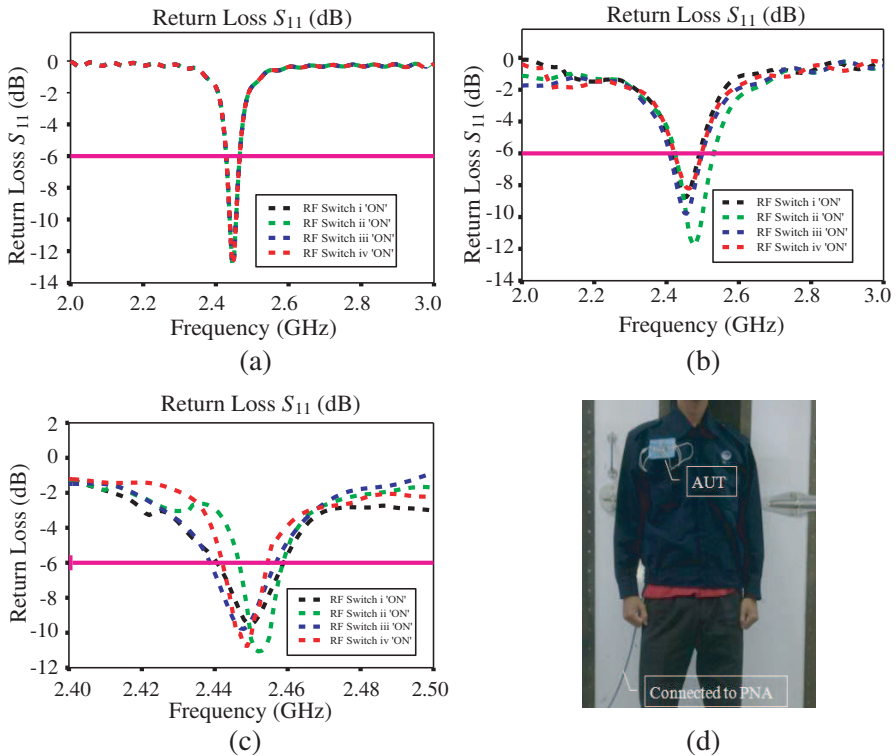 Return Loss S11 (dB)
Return Loss S11 (dB)
0
-2
-4
-6
-8
-10
-12
-14
2.0 2.2 2.4 2.6 2.8 3.0
Frequency (GHz)
RF Switch i 'ON'
RF Switch ii 'ON'
RF Switch iii 'ON'
RF Switch iv 'ON'
(a)
Return Loss S11 (dB)
Return Loss S11 (dB)
0
-2
-4
-6
-8
-10
-12
-14
2.0 2.2 2.4 2.6 2.8 3.0
Frequency (GHz)
RF Switch i 'ON'
RF Switch ii 'ON'
RF Switch iii 'ON'
RF Switch iv 'ON'
(b)
Return Loss S11 (dB)
Return Loss (dB)
2
0
-2
-4
-6
-8
-10
-12
2.40 2.42 2.44 2.46 2.48 2.50
Frequency (GHz)
RF Switch i 'ON'
RF Switch ii 'ON'
RF Switch iii 'ON'
RF Switch iv 'ON'
(c)
AUT
Connected to PNA
(d)